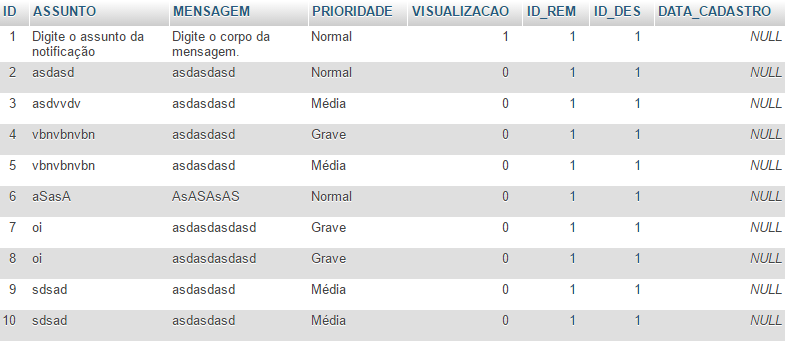 ID ASSUNTO MENSAGEM PRIORIDADE VISUALIZACAO ID_REM ID_DES DATA_CADASTRO
1 Digite o assunto da Digite o corpo da Normal 1 1 1 NULL
notificação mensagem.
2 asdasd asdasdasd Normal 0 1 1 NULL
3 asdvvdv asdasdasd Média 0 1 1 NULL
4 vbnvbnvbn asdasdasd Grave 0 1 1 NULL
5 vbnvbnvbn asdasdasd Média 0 1 1 NULL
6 aSasA AsASAsAS Normal 0 1 1 NULL
7 oi asdasdasdasd Grave 0 1 1 NULL
8 oi asdasdasdasd Grave 0 1 1 NULL
9 sdsad asdasdasd Média 0 1 1 NULL
10 sdsad asdasdasd Média 0 1 1 NULL